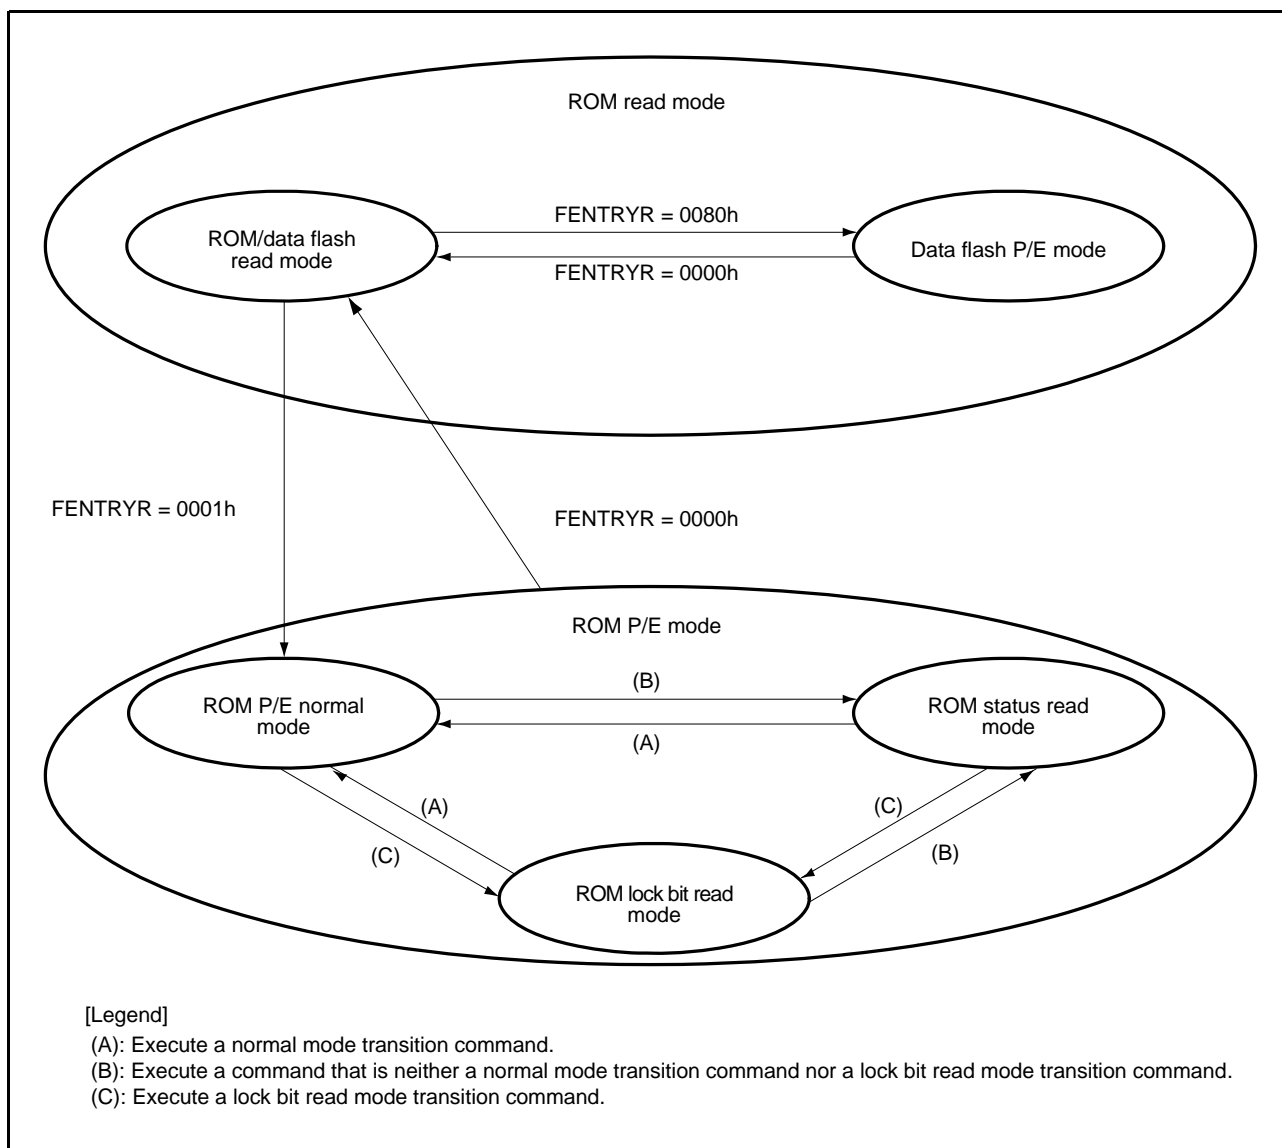 ROM read mode
FENTRYR = 0080h
ROM/data flash
read mode
Data flash P/E mode
FENTRYR = 0000h
FENTRYR = 0001h
FENTRYR = 0000h
ROM P/E mode
(B)
ROM P/E normal
mode
ROM status read
mode
(A)
(A)
(C)
(C)
(B)
ROM lock bit read
mode
[Legend]
(A): Execute a normal mode transition command.
(B): Execute a command that is neither a normal mode transition command nor a lock bit read mode transition command.
(C): Execute a lock bit read mode transition command.